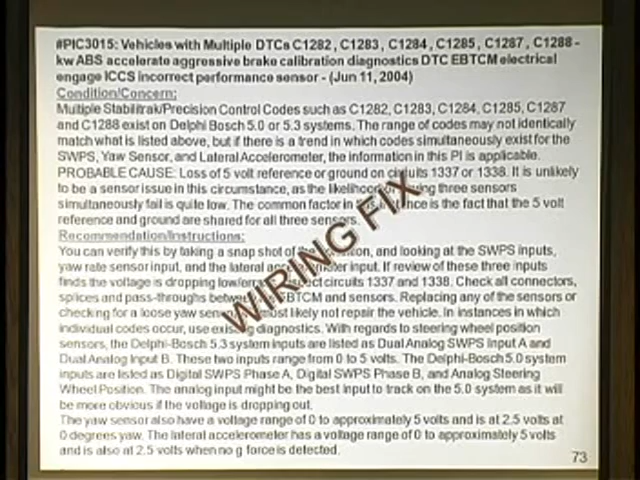 #PIC3015: Vehicles with Multiple DTCs C1282, C1283, C1284, C1285, C1287, C1288 -
kw ABS accelerate aggressive brake calibration diagnostics DTC EBTCM electrical
engage ICCS incorrect performance sensor - (Jun 11, 2004)
Condition/Concern:
Multiple Stabilitrak/Precision Control Codes such as C1282, C1283, C1284, C1285, C1287
and C1288 exist on Delphi Bosch 5.0 or 5.3 systems. The range of codes may not identically
match what is listed above, but if there is a trend in which codes simultaneously exist for the
SWPS, Yaw Sensor, and Lateral Accelerometer, the information in this PI is applicable.
PROBABLE CAUSE: Loss of 5 volt reference or ground on circuits 1337 or 1338. It is unlikely
to be a sensor issue in this circumstance, as the likelihood of having three sensors
simultaneously fail is quite low. The common factor in this instance is the fact that the 5 volt
reference and ground are shared for all three sensors.
Recommendation/Instructions:
You can verify this by taking a snap shot of the, and looking at the SWPS inputs,
yaw rate sensor input, and the lateral accelerometer input. If review of these three inputs
finds the voltage is dropping circuits 1337 and 1338. Check all connectors,
splices and pass-throughs between EBTCM and sensors. Replacing any of the sensors or
checking for a loose yaw sensor most likely not repair the vehicle. In instances in which
individual codes occur, use existing diagnostics. With regards to steering wheel position
sensors, the Delphi-Bosch 5.3 system inputs are listed as Dual Analog SWPS Input A and
Dual Analog Input B. These two inputs range from 0 to 5 volts. The Delphi-Bosch 5.0 system
inputs are listed as Digital SWPS Phase A, Digital SWPS Phase B, and Analog Steering
Wheel Position. The analog input might be the best input to track on the 5.0 system as it will
be more obvious if the voltage is dropping out.
The yaw sensor also have a voltage range of 0 to approximately 5 volts and is at 2.5 volts at
0 degrees yaw. The lateral accelerometer has a voltage range of 0 to approximately 5 volts
and is also at 2.5 volts when no g force is detected.
WIRING FIX
73